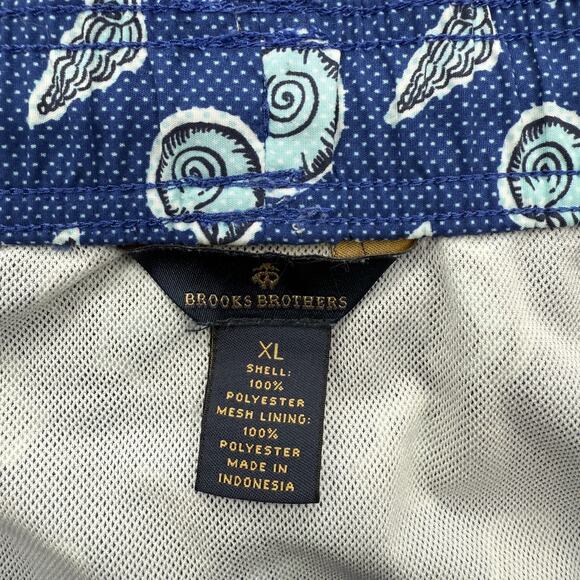 BROOKS BROTHERS
XL
SHELL:
100%
POLYESTER
MESH LINING:
100%
POLYESTER
MADE IN
INDONESIA